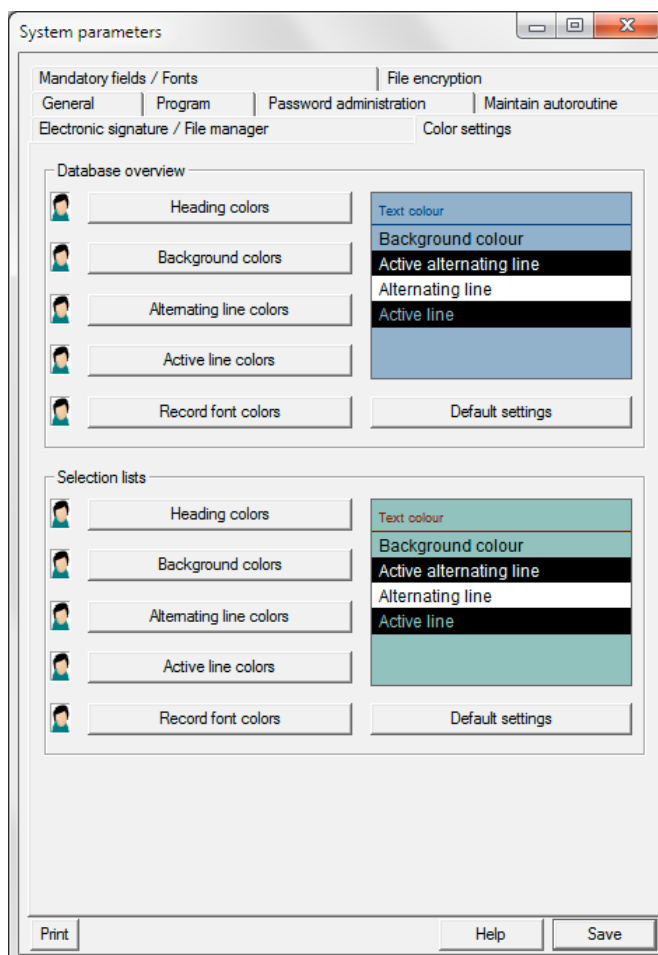 System parameters
Mandatory fields / Fonts File encryption
General Program Password administration Maintain autoroutine
Electronic signature / File manager Color settings
Database overview
Heading colors
Background colors
Alternating line colors
Active line colors
Record font colors
Text colour
Background colour
Active alternating line
Alternating line
Active line
Default settings
Selection lists
Heading colors
Background colors
Alternating line colors
Active line colors
Record font colors
Text colour
Background colour
Active alternating line
Alternating line
Active line
Default settings
Print Help Save